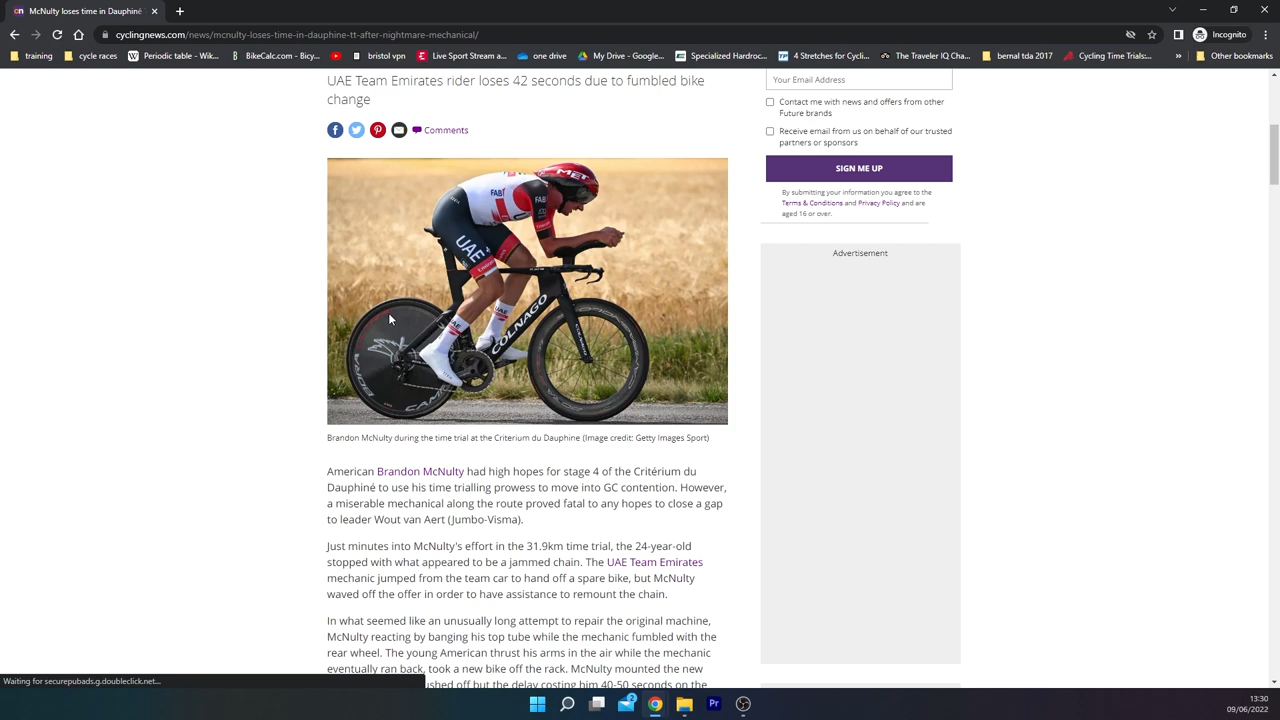 McNulty loses time in Dauphine
Incognito
cyclingnews.com/news/mcnulty-loses-time-in-dauphine-tt-after-nightmare-mechanical/
training
cycle races
Periodic table - Wik...
BikeCalc.com - Bicy...
bristol vpn
Live Sport Stream a...
one drive
My Drive - Google...
Specialized Hardroc...
4 Stretches for Cycli...
The Traveler IQ Cha...
bernal tda 2017
Cycling Time Trials:...
»
Other bookmarks
UAE Team Emirates rider loses 42 seconds due to fumbled bike
change
Comments
FAB
MET
UAE
Emirates
COLNAGO
BORA
CAMP
Brandon McNulty during the time trial at the Criterium du Dauphine (Image credit: Getty Images Sport)
American Brandon McNulty had high hopes for stage 4 of the Critérium du
Dauphiné to use his time trialling prowess to move into GC contention. However,
a miserable mechanical along the route proved fatal to any hopes to close a gap
to leader Wout van Aert (Jumbo-Visma).
Just minutes into McNulty's effort in the 31.9km time trial, the 24-year-old
stopped with what appeared to be a jammed chain. The UAE Team Emirates
mechanic jumped from the team car to hand off a spare bike, but McNulty
waved off the offer in order to have assistance to remount the chain.
In what seemed like an unusually long attempt to repair the original machine,
McNulty reacting by banging his top tube while the mechanic fumbled with the
rear wheel. The young American thrust his arms in the air while the mechanic
eventually ran back, took a new bike off the rack. McNulty mounted the new
shed off but the delay costing him 40-50 seconds on the
Your Email Address
Contact me with news and offers from other
Future brands
Receive email from us on behalf of our trusted
partners or sponsors
SIGN ME UP
By submitting your information you agree to the
Terms & Conditions and Privacy Policy and are
aged 16 or over.
Advertisement
Waiting for securepubads.g.doubleclick.net...
2
Pr
13:30
09/06/2022